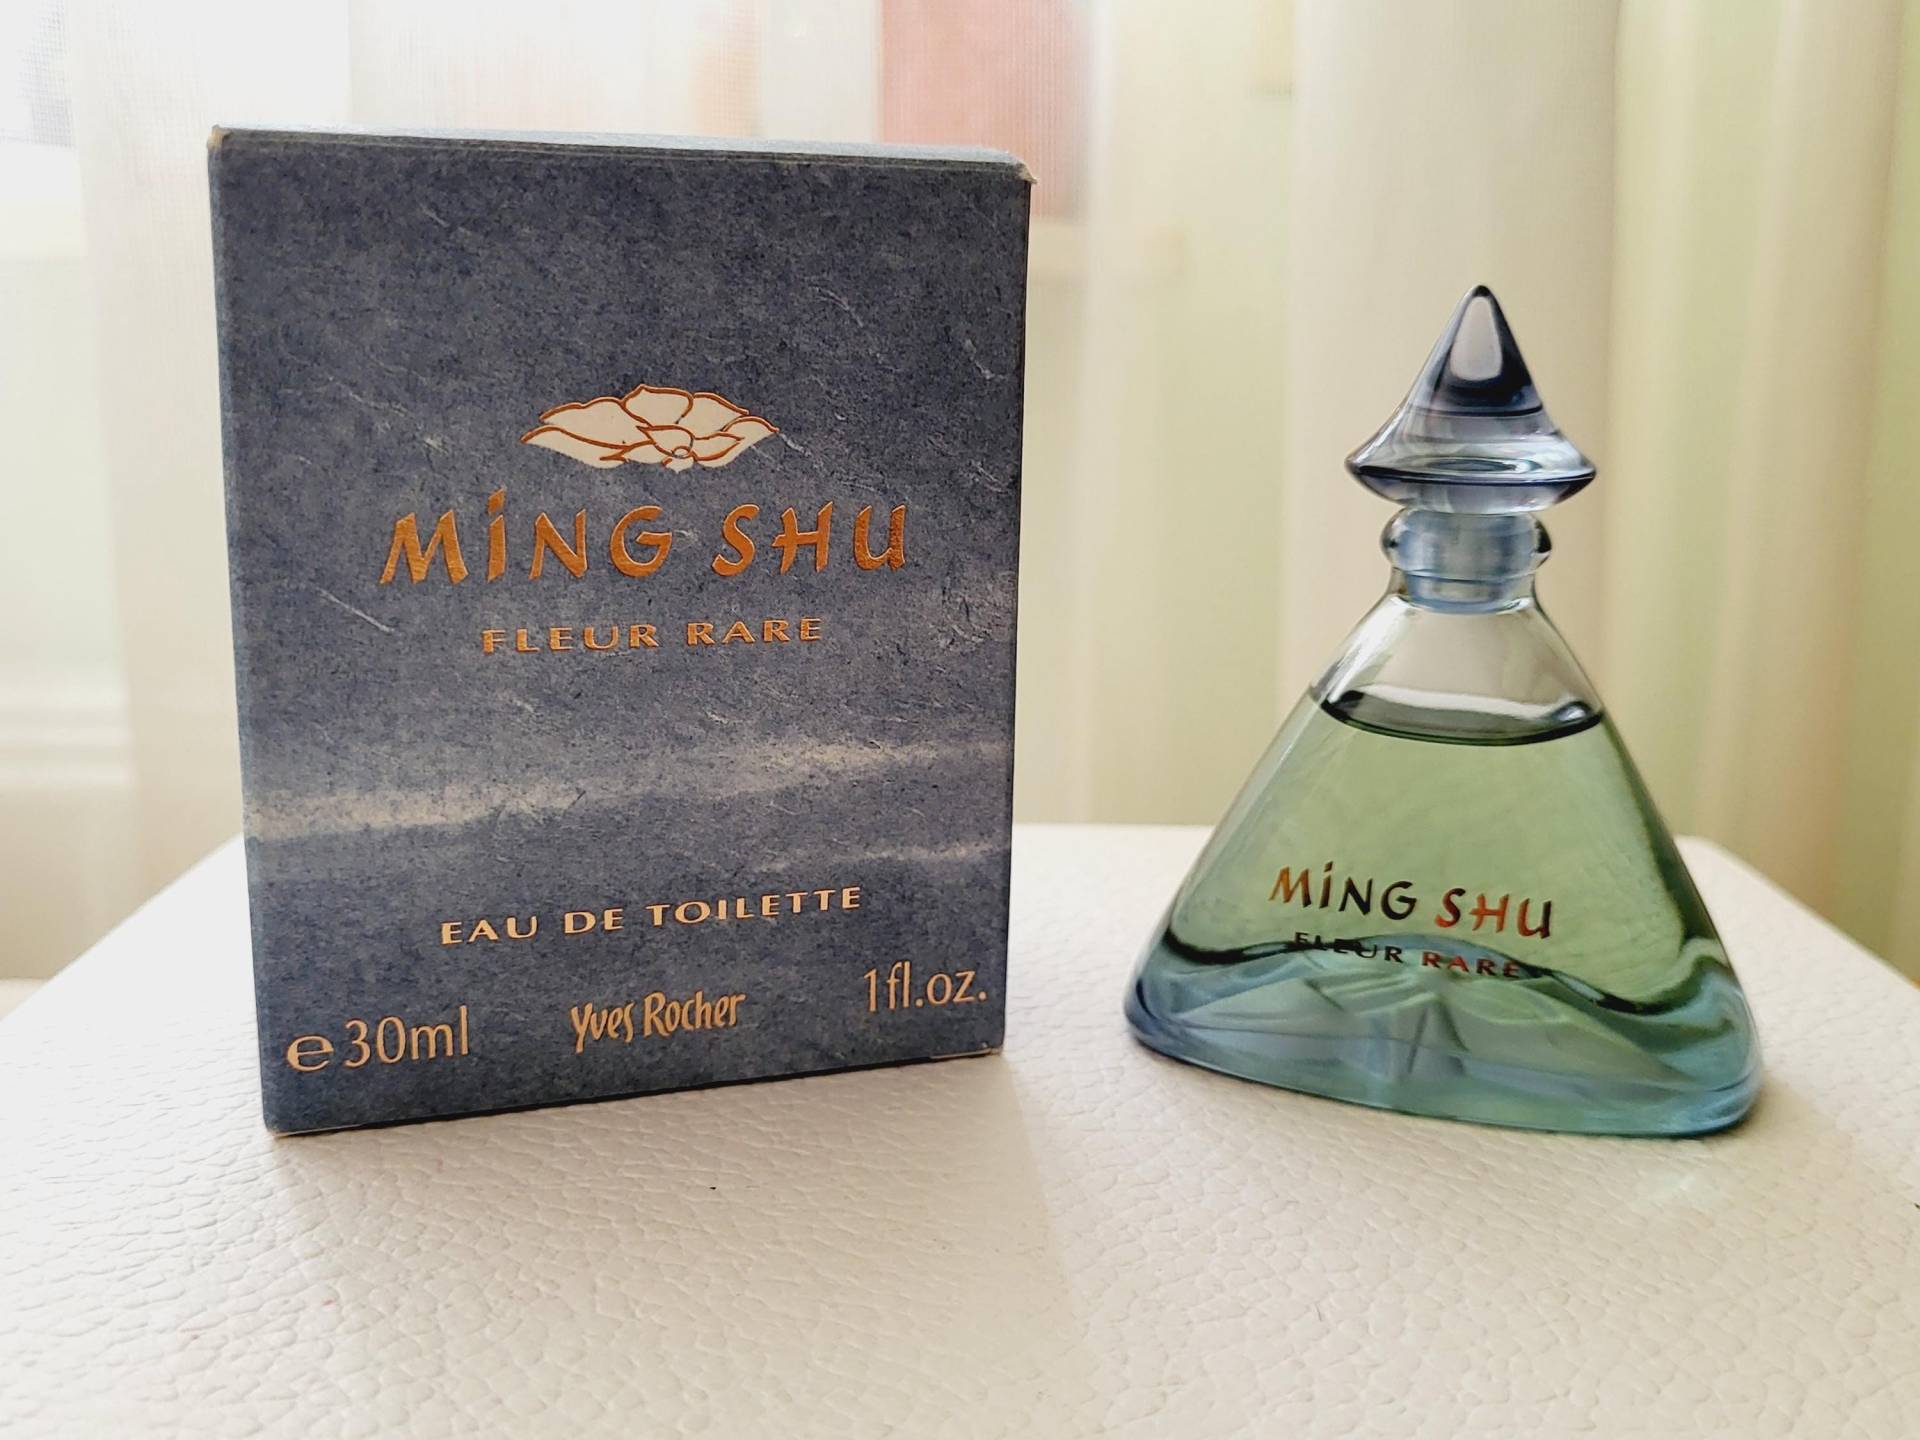 MiNG SHU
FLEUR RARE
EAU DE TOILETTE
e 30ml Yves Rocher 1fl.oz.
MiNG SHU
FLEUR RARE